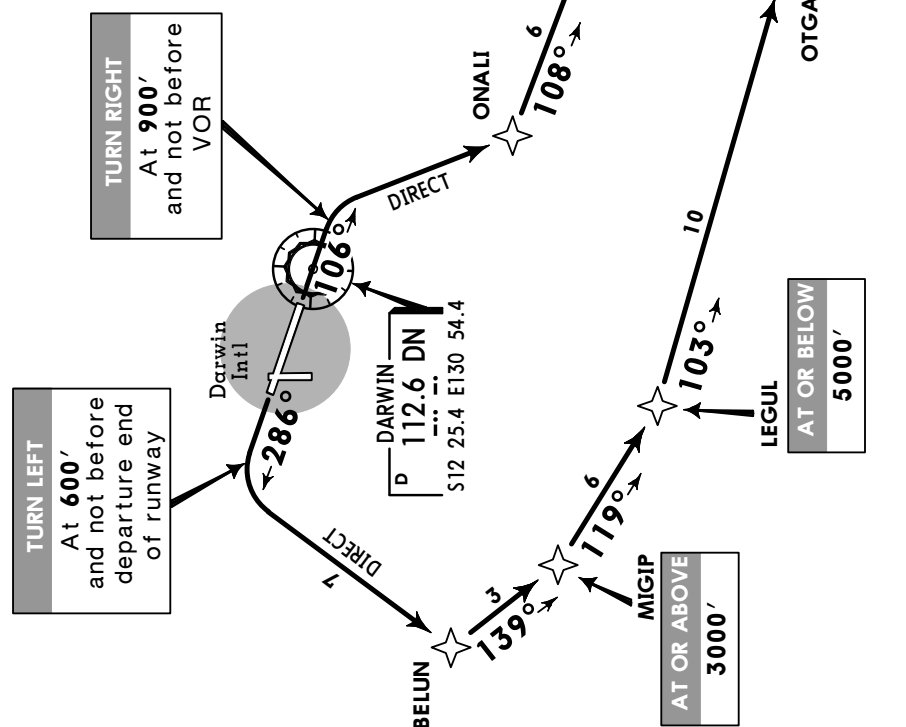 TURN RIGHT
At 900′
and not before
VOR
ONALI
6
108°
DIRECT
106°
Darwin
Intl
DARWIN
D 112.6 DN
S12 25.4 E130 54.4
TURN LEFT
At 600′
and not before
departure end
of runway
286°
DIRECT
7
BELUN
3
139°
MIGIP
AT OR ABOVE
3000′
6
119°
LEGUL
AT OR BELOW
5000′
103°
10
OTGA